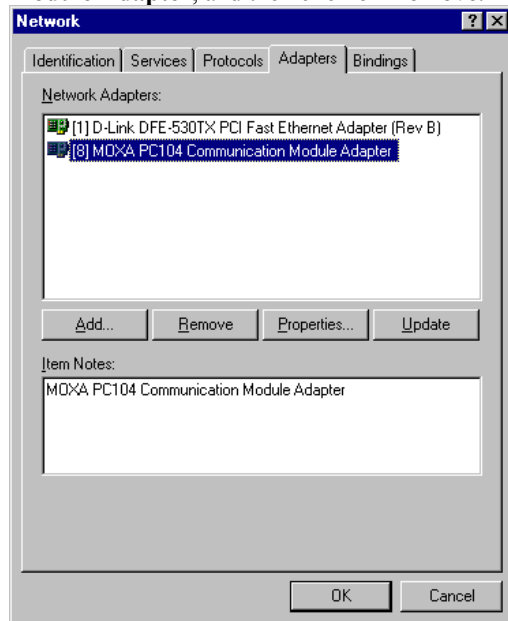 Network
Identification Services Protocols Adapters Bindings
Network Adapters:
[1] D-Link DFE-530TX PCI Fast Ethernet Adapter (Rev B)
[8] MOXA PC104 Communication Module Adapter
Add... Remove Properties... Update
Item Notes:
MOXA PC104 Communication Module Adapter
OK Cancel